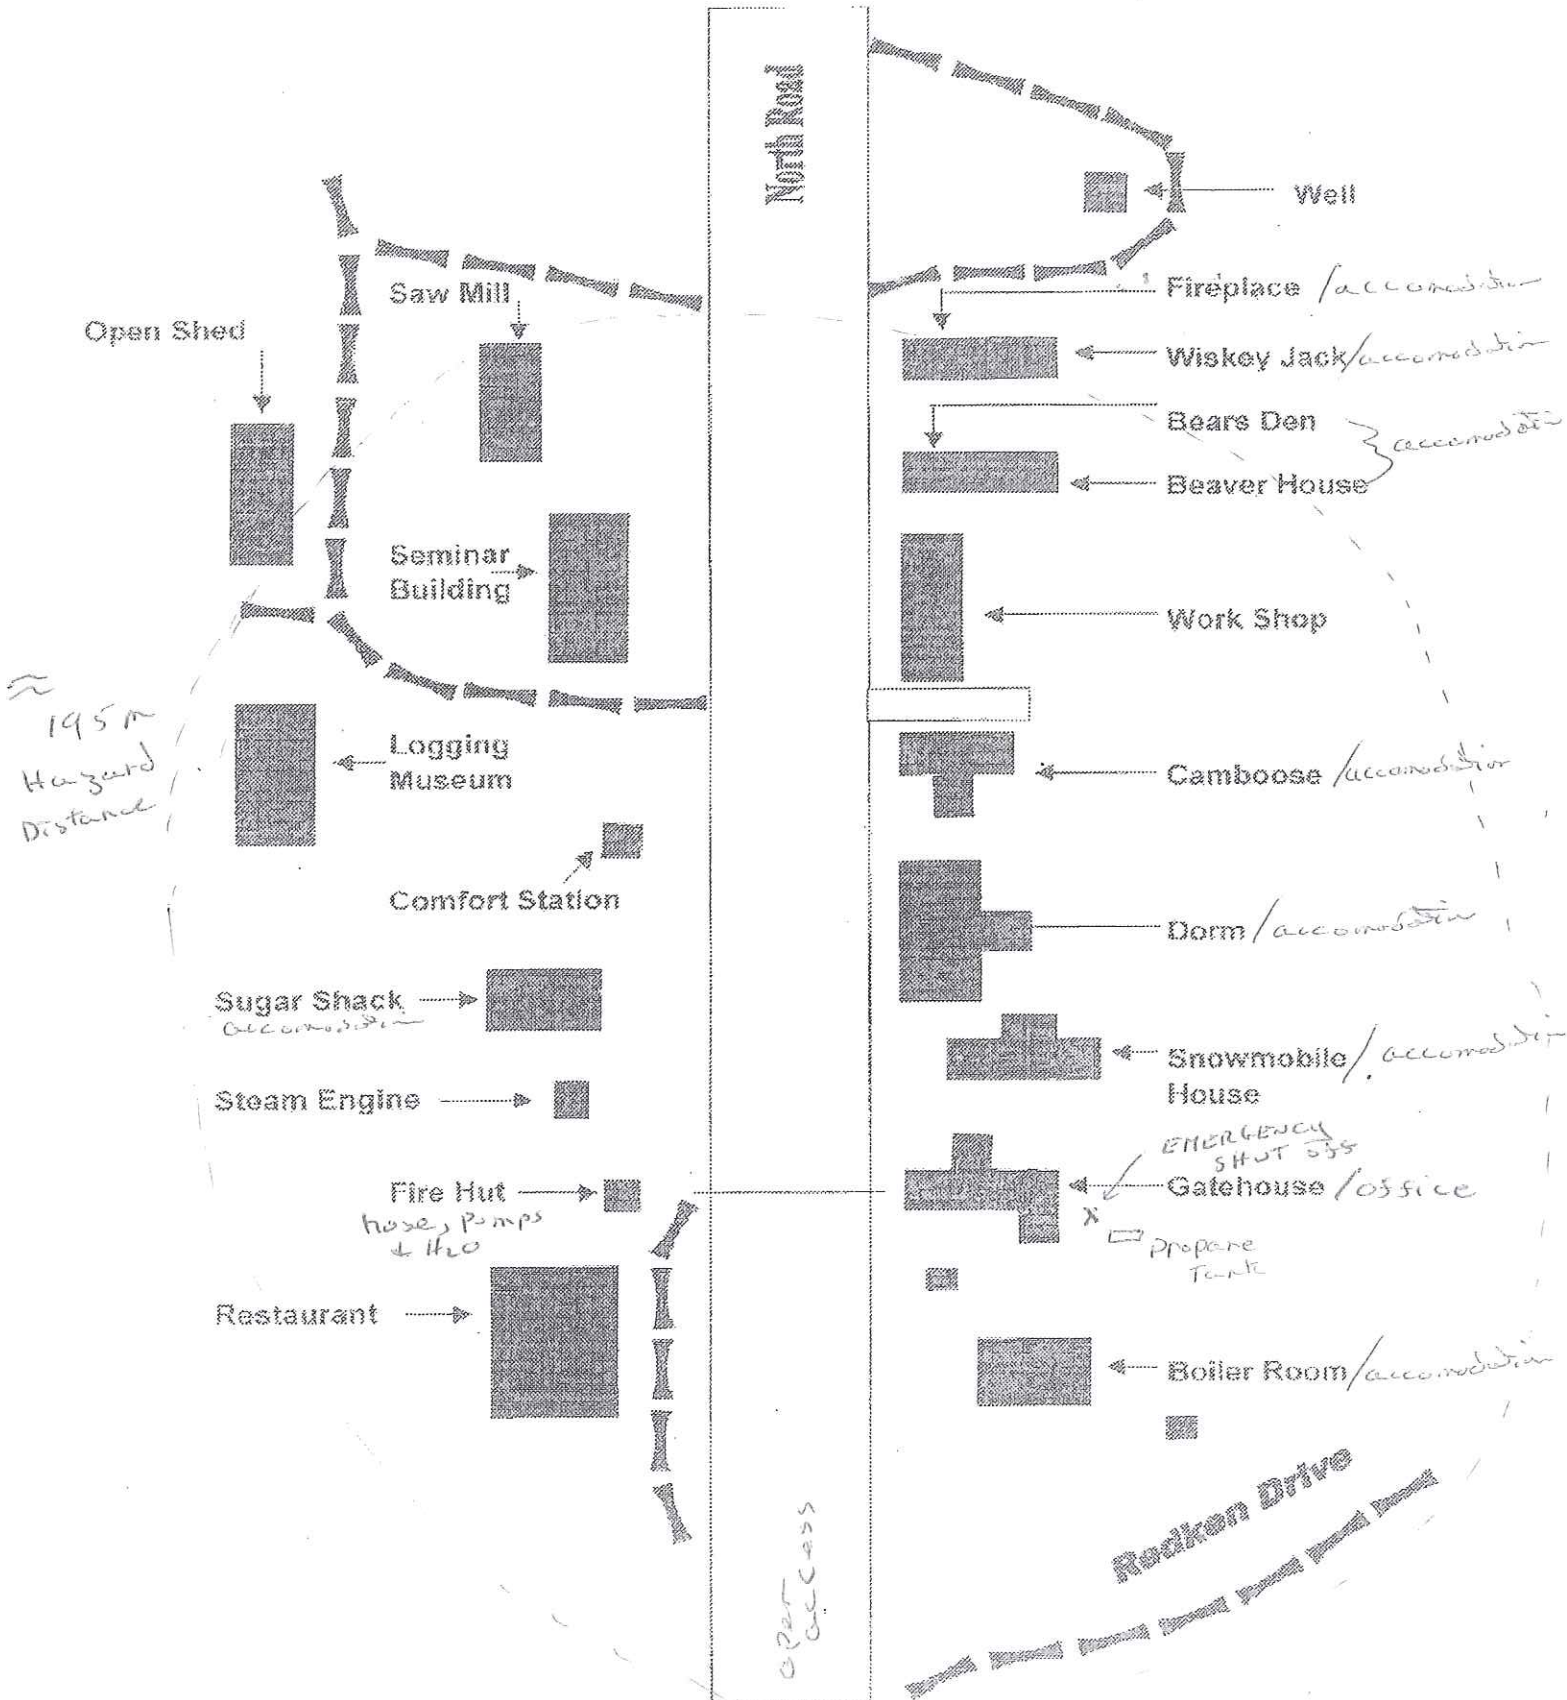 North Road
Well
Fireplace /accomodation
Saw Mill
Open Shed
Wiskey Jack/accomodation
Bears Den
accomodation
Beaver House
Seminar
Building
Work Shop
≈
195 m
Hazard
Distance
Logging
Museum
Camboose /accomodation
Comfort Station
Dorm /accomodation
Sugar Shack
accomodation
Snowmobile /accomodation
House
Steam Engine
EMERGENCY
SHUT OFF
Fire Hut
Gatehouse /office
hose, Pumps
+ H2O
X
Propane
Tank
Restaurant
Boiler Room/accomodation
Redken Drive
open
access